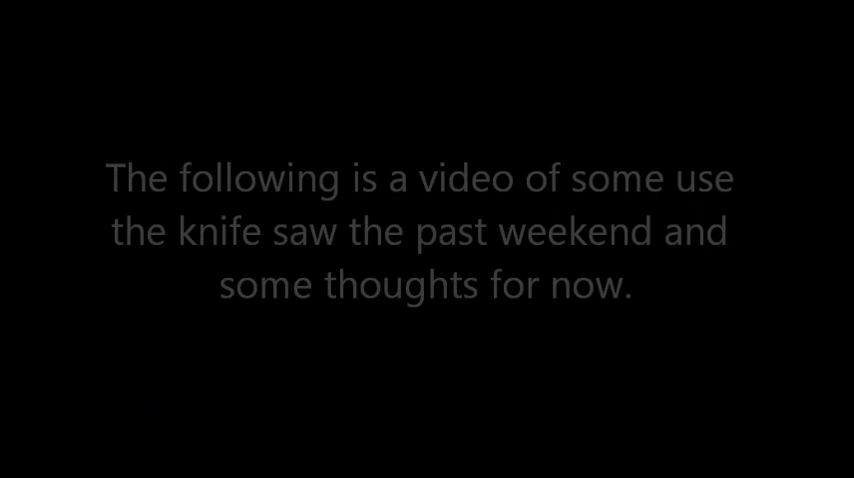 The following is a video of some use
the knife saw the past weekend and
some thoughts for now.